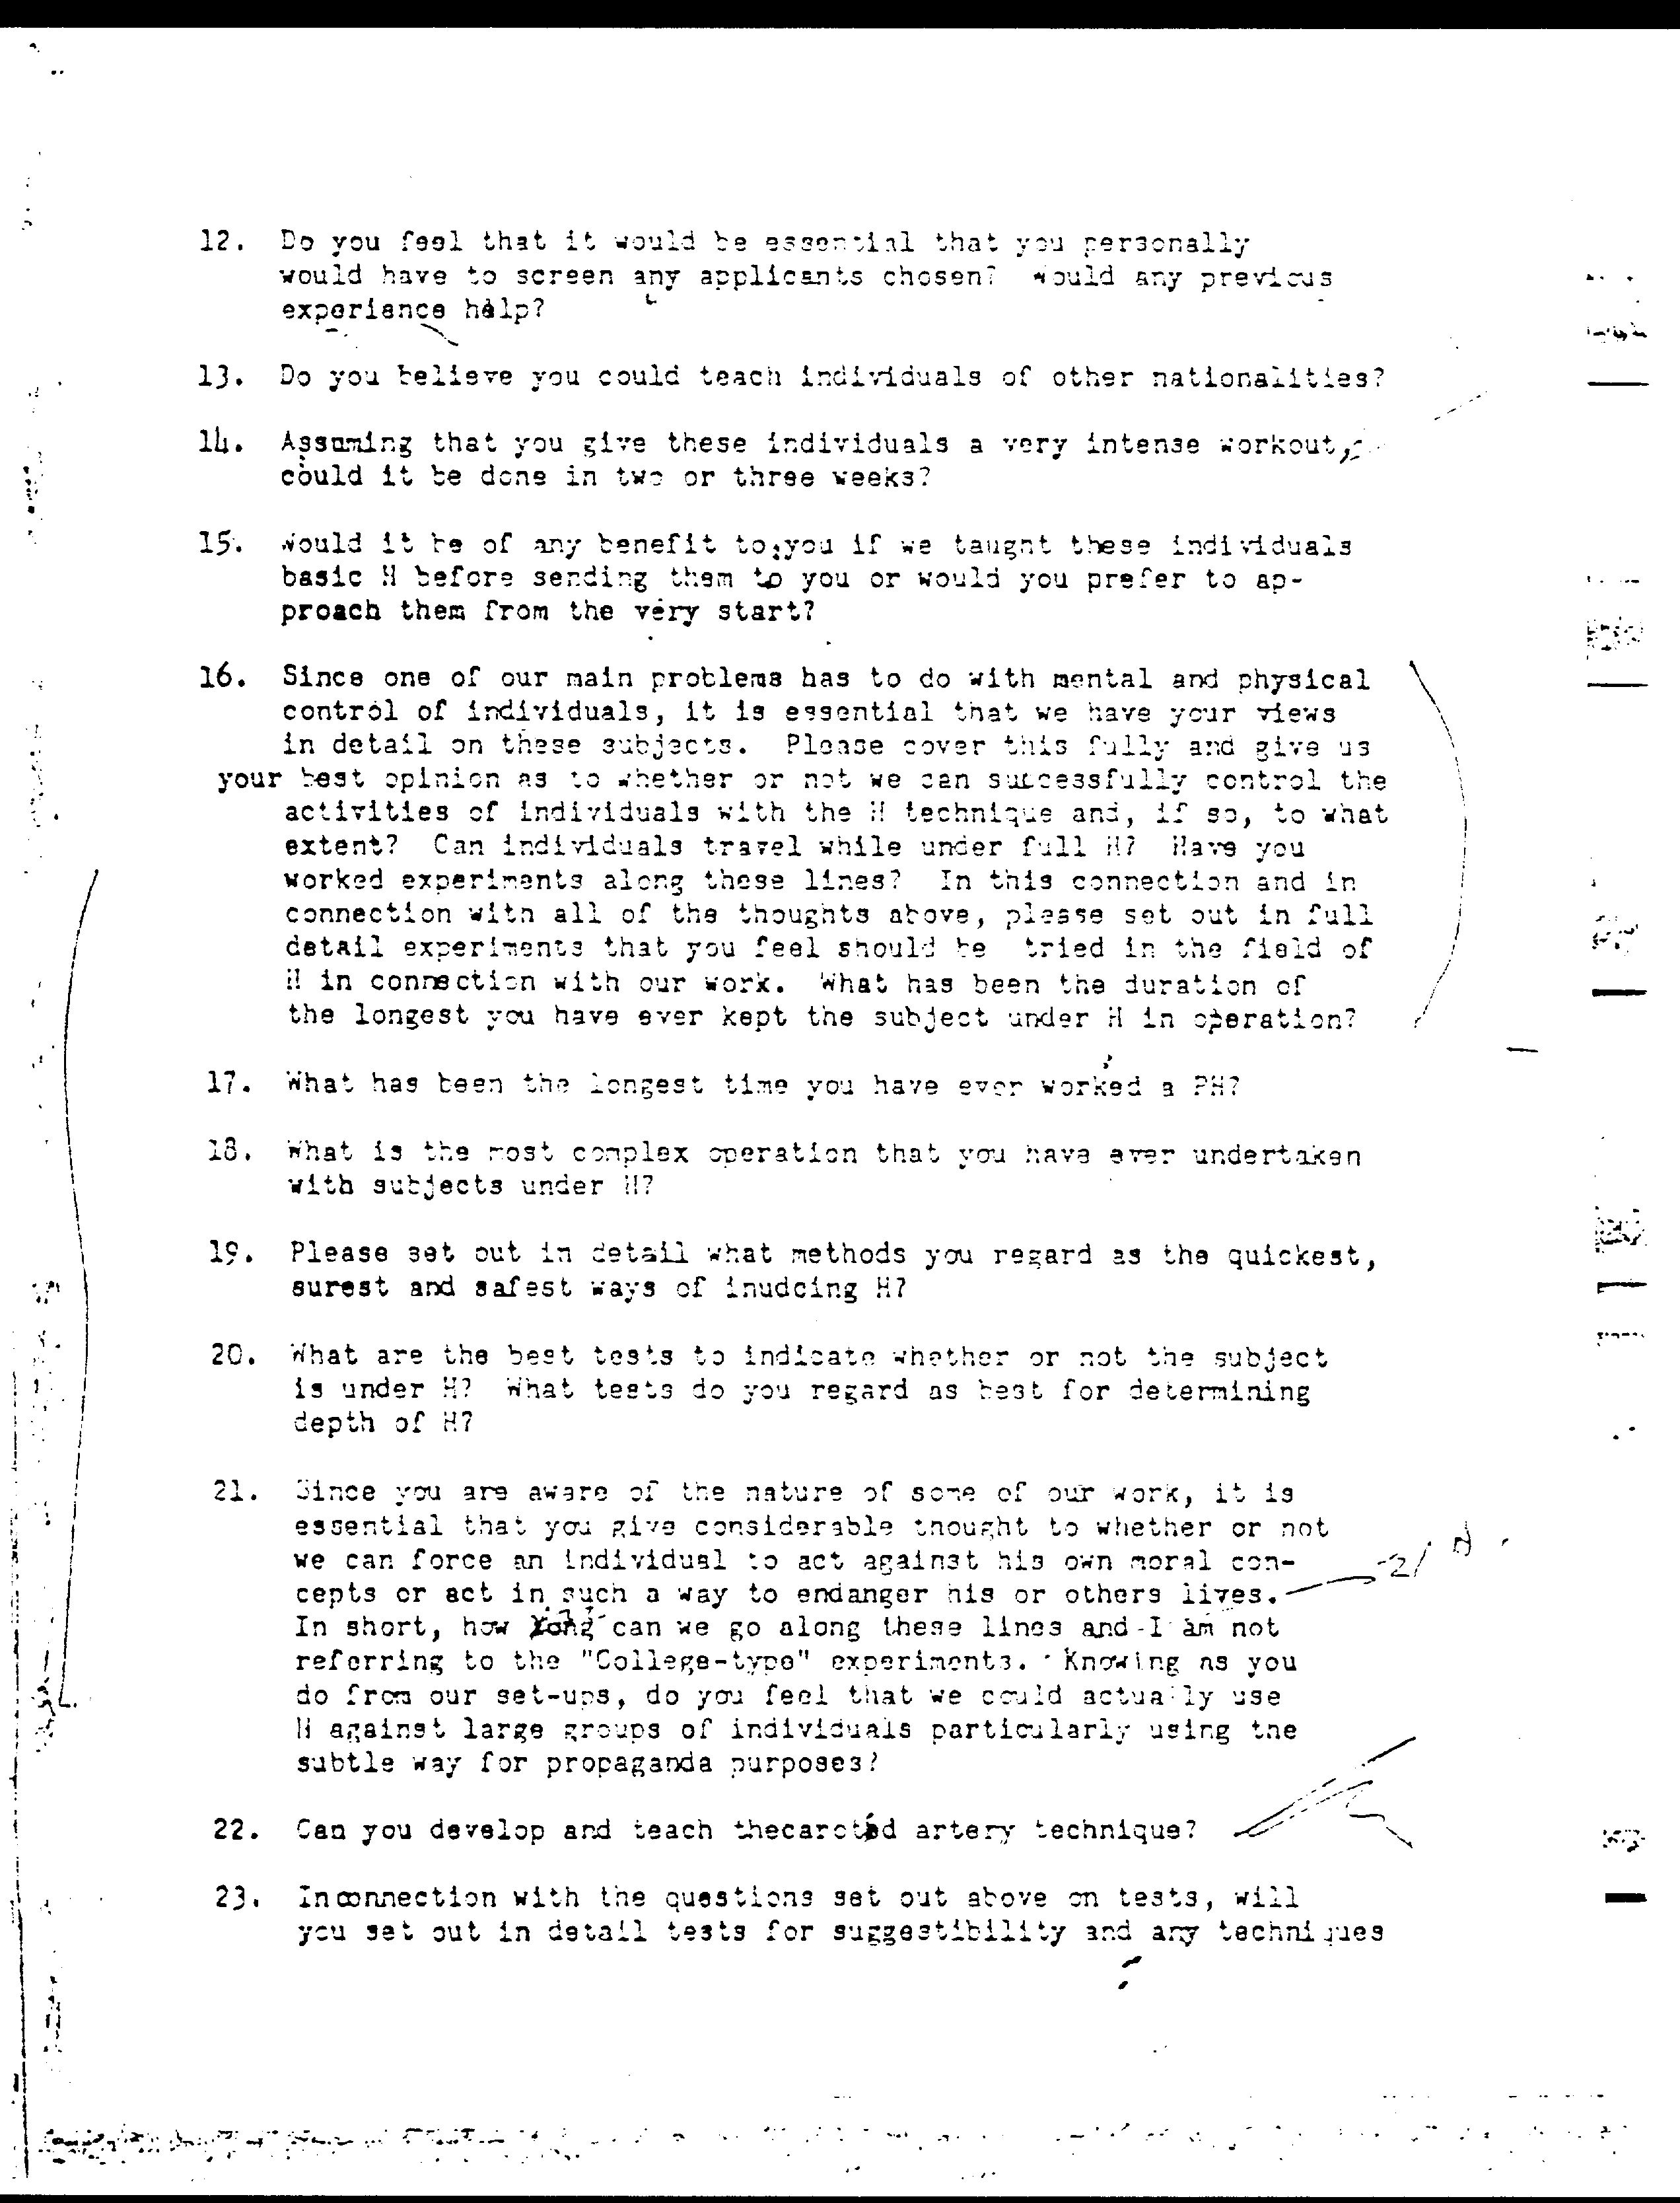 12. Do you feel that it would be essential that you personally
would have to screen any applicants chosen? Would any previous
experience help?
13. Do you believe you could teach individuals of other nationalities?
14. Assuming that you give these individuals a very intense workout,
could it be done in two or three weeks?
15. Would it be of any benefit to you if we taught these individuals
basic H before sending them to you or would you prefer to ap-
proach them from the very start?
16. Since one of our main problems has to do with mental and physical
control of individuals, it is essential that we have your views
in detail on these subjects. Please cover this fully and give us
your best opinion as to whether or not we can successfully control the
activities of individuals with the H technique and, if so, to what
extent? Can individuals travel while under full H? Have you
worked experiments along these lines? In this connection and in
connection with all of the thoughts above, please set out in full
detail experiments that you feel should be tried in the field of
H in connection with our work. What has been the duration of
the longest you have ever kept the subject under H in operation?
17. What has been the longest time you have ever worked a PH?
18. What is the most complex operation that you have ever undertaken
with subjects under H?
19. Please set out in detail what methods you regard as the quickest,
surest and safest ways of inudcing H?
20. What are the best tests to indicate whether or not the subject
is under H? What tests do you regard as best for determining
depth of H?
21. Since you are aware of the nature of some of our work, it is
essential that you give considerable thought to whether or not
we can force an individual to act against his own moral con-
cepts or act in such a way to endanger his or others lives.
In short, how can we go along these lines and I am not
referring to the "College-type" experiments. Knowing as you
do from our set-ups, do you feel that we could actually use
H against large groups of individuals particularly using the
subtle way for propaganda purposes?
22. Can you develop and teach thecarotid artery technique?
23. Inconnection with the questions set out above on tests, will
you set out in detail tests for suggestibility and any techniques